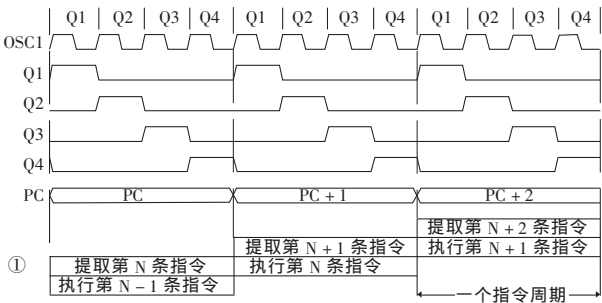 Q1 Q2 Q3 Q4 Q1 Q2 Q3 Q4 Q1 Q2 Q3 Q4
OSC1
Q1
Q2
Q3
Q4
PC PC PC + 1 PC + 2
提取第 N + 2 条指令
提取第 N + 1 条指令 执行第 N + 1 条指令
① 提取第 N 条指令 执行第 N 条指令
执行第 N − 1 条指令 一个指令周期